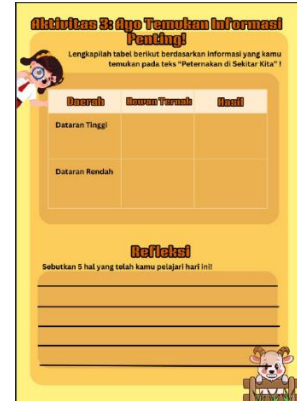 Aktivitas 3: Ayo Temukan Informasi
Penting!
Lengkapilah tabel berikut berdasarkan informasi yang kamu
temukan pada teks “Peternakan di Sekitar Kita” !
Daerah Hewan Ternak Hasil
Dataran Tinggi
Dataran Rendah
Refleksi
Sebutkan 5 hal yang telah kamu pelajari hari ini!